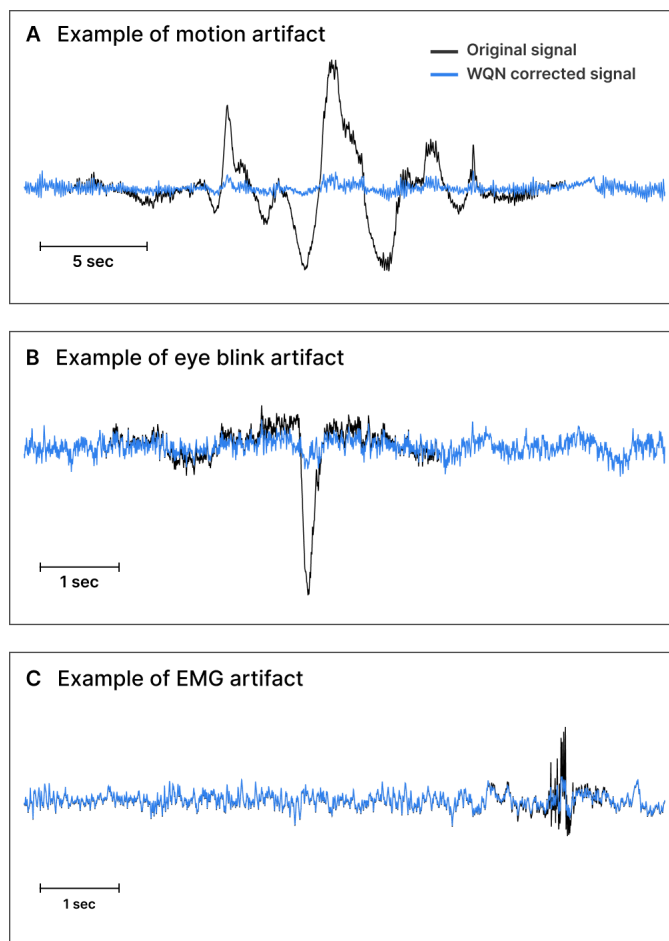 A Example of motion artifact
Original signal
WQN corrected signal
5 sec
B Example of eye blink artifact
1 sec
C Example of EMG artifact
1 sec